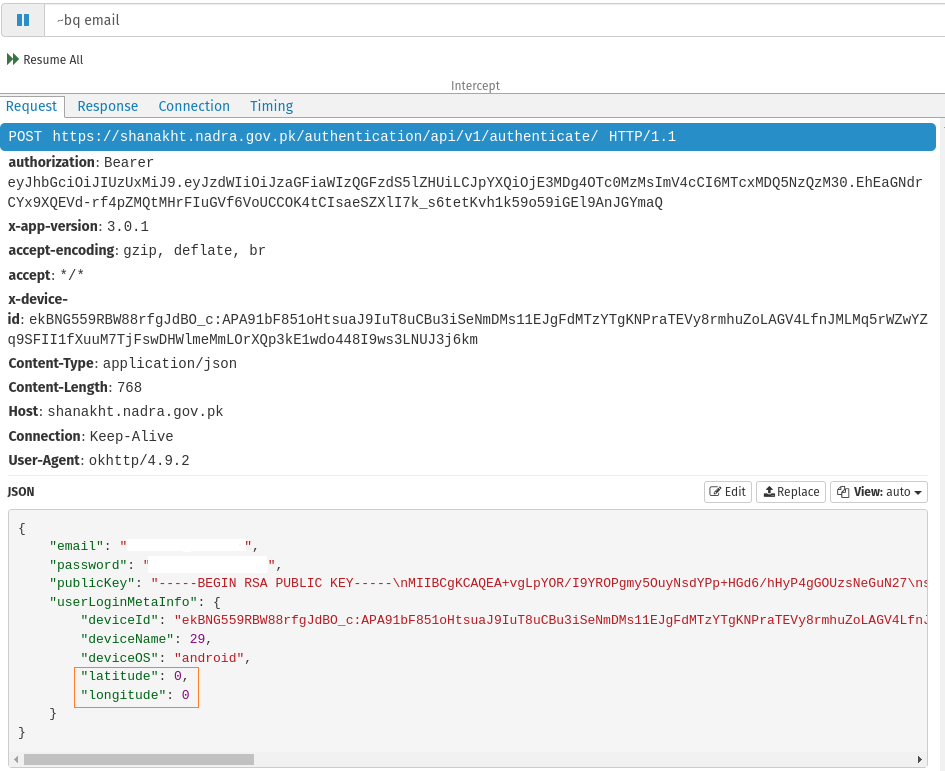 ~bq email
Resume All
Intercept
Request Response Connection Timing
POST https://shanakht.nadra.gov.pk/authentication/api/v1/authenticate/ HTTP/1.1
authorization: Bearer
eyJhbGciOiJIUzUxMiJ9.eyJzdWIiOiJzaGFiaWIzQGFzdS5lZHUiLCJpYXQiOjE3MDg4OTc0MzMsImV4cCI6MTcxMDQ5NzQzM30.EhEaGNdr
CYx9XQEVd-rf4pZMQtMHrFIuGVf6VoUCCOK4tCIsaeSZXlI7k_s6tetKvh1k59o59iGEl9AnJGYmaQ
x-app-version: 3.0.1
accept-encoding: gzip, deflate, br
accept: */*
x-device-
id: ekBNG559RBW88rfgJdBO_c:APA91bF851oHtsuaJ9IuT8uCBu3iSeNmDMs11EJgFdMTzYTgKNPraTEVy8rmhuZoLAGV4LfnJMLMq5rWZwYZ
q9SFII1fXuuM7TjFswDHWlmeMmLOrXQp3kE1wdo448I9ws3LNUJ3j6km
Content-Type: application/json
Content-Length: 768
Host: shanakht.nadra.gov.pk
Connection: Keep-Alive
User-Agent: okhttp/4.9.2
JSON Edit Replace View: auto
{
"email": "",
"password": "",
"publicKey": "-----BEGIN RSA PUBLIC KEY-----\nMIIBCgKCAQEA+vgLpYOR/I9YROPgmy5OuyNsdYPp+HGd6/hHyP4gGOUzsNeGuN27\ns
"userLoginMetaInfo": {
"deviceId": "ekBNG559RBW88rfgJdBO_c:APA91bF851oHtsuaJ9IuT8uCBu3iSeNmDMs11EJgFdMTzYTgKNPraTEVy8rmhuZoLAGV4LfnJ
"deviceName": 29,
"deviceOS": "android",
"latitude": 0,
"longitude": 0
}
}